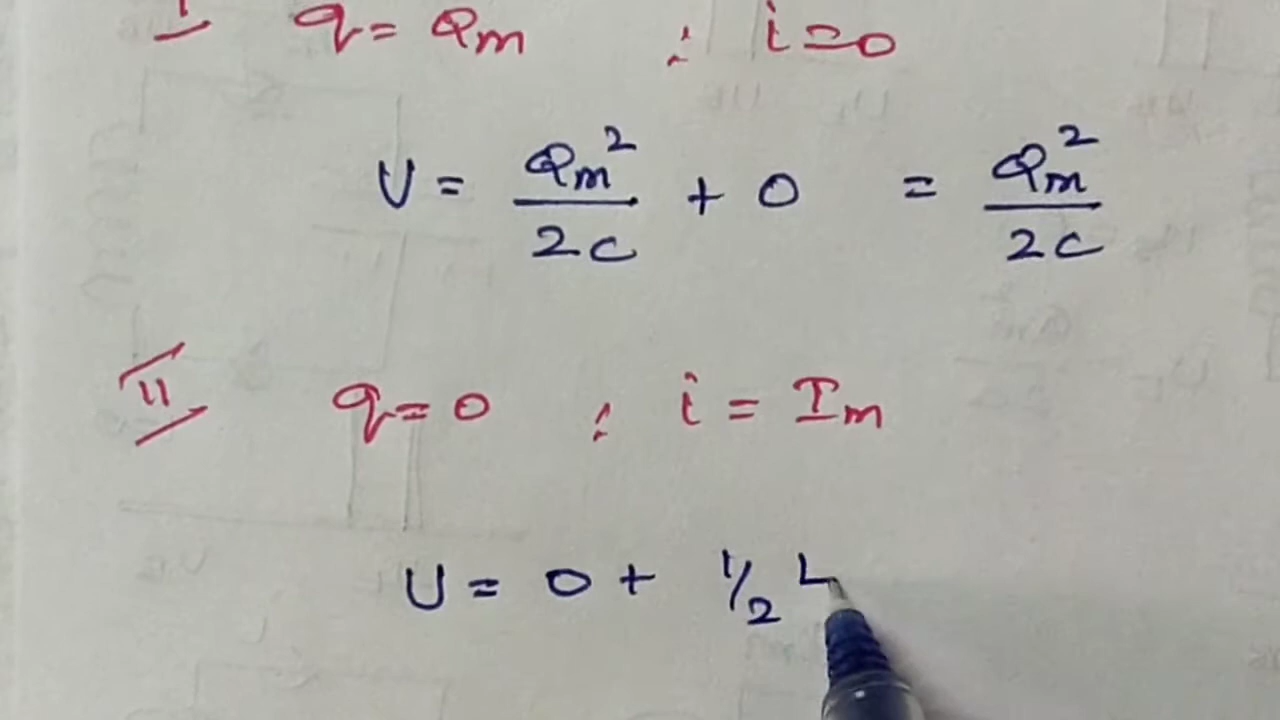 I q = Qm ; i = 0
U = Qm²/2C + 0 = Qm²/2C
II q = 0 ; i = Im
U = 0 + 1/2 L